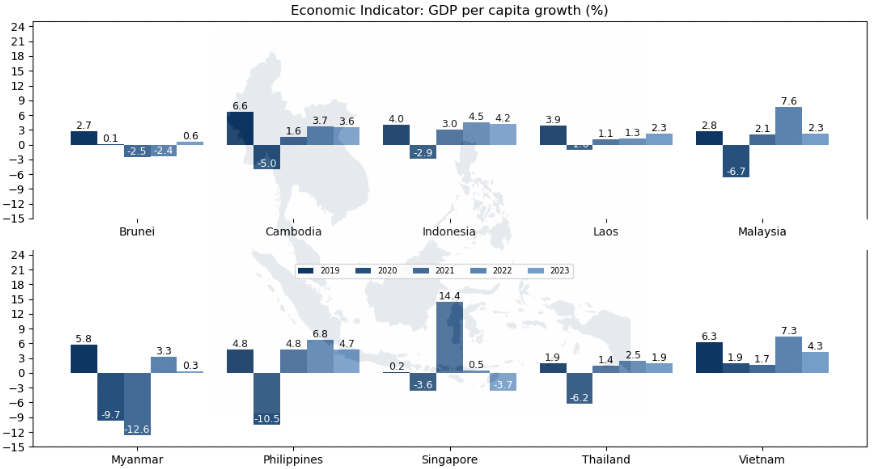 Economic Indicator: GDP per capita growth (%)
24
21
18
15
12
9
6
3
0
−3
−6
−9
−12
−15
2.7 0.1 -2.5 -2.4 0.6
6.6 -5.0 1.6 3.7 3.6
4.0 -2.9 3.0 4.5 4.2
3.9 1.1 1.3 2.3
2.8 -6.7 2.1 7.6 2.3
Brunei Cambodia Indonesia Laos Malaysia
24
21
18
15
12
9
6
3
0
−3
−6
−9
−12
−15
2019 2020 2021 2022 2023
5.8 -9.7 -12.6 3.3 0.3
4.8 -10.5 4.8 6.8 4.7
0.2 -3.6 14.4 0.5 -3.7
1.9 -6.2 1.4 2.5 1.9
6.3 1.9 1.7 7.3 4.3
Myanmar Philippines Singapore Thailand Vietnam